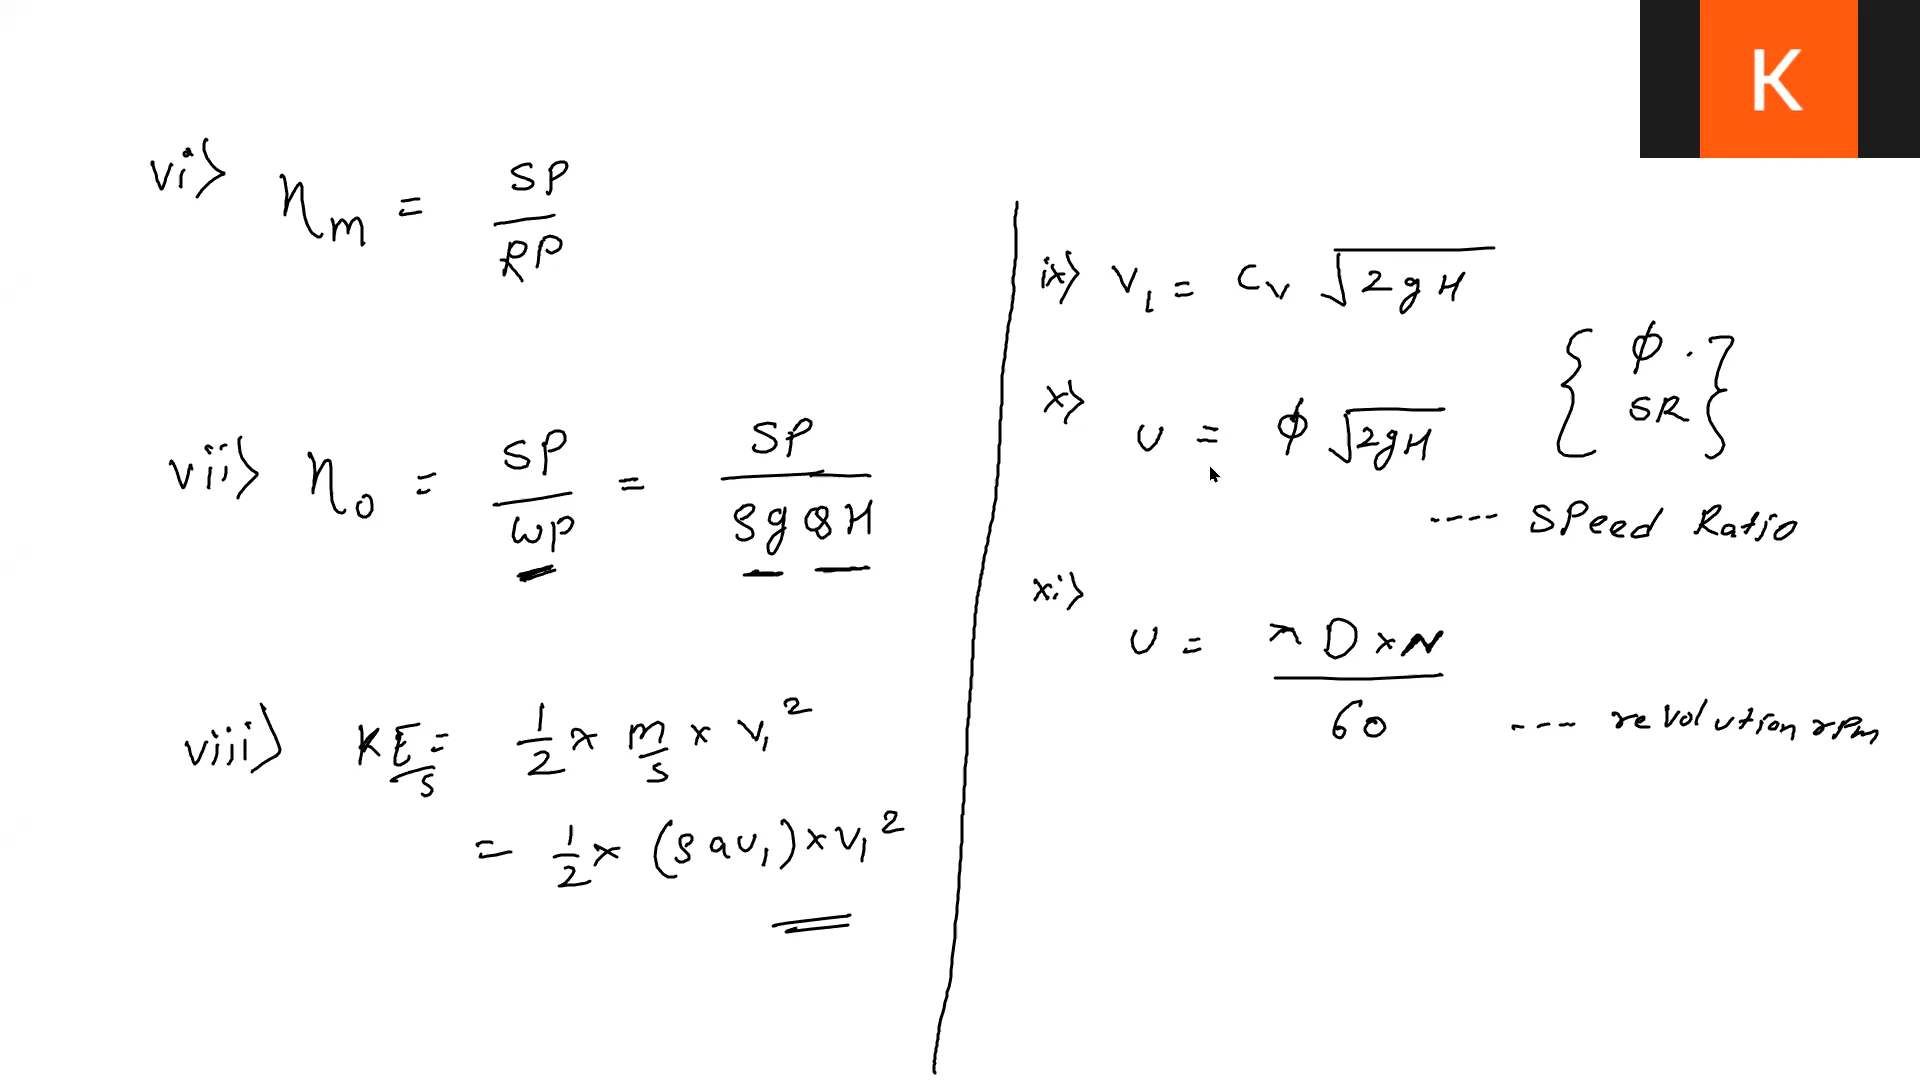 K
vi) ηm = SP / RP
vii) ηo = SP / WP = SP / ρgQH
viii) KE/s = 1/2 × m/s × V₁²
= 1/2 × (ρav₁) × V₁²
ix) V₁ = Cv √2gH
x) u = ϕ √2gH { ϕ . SR }
---- SPeed Ratio
xi) u = πD×N / 60 --- revolution rPm